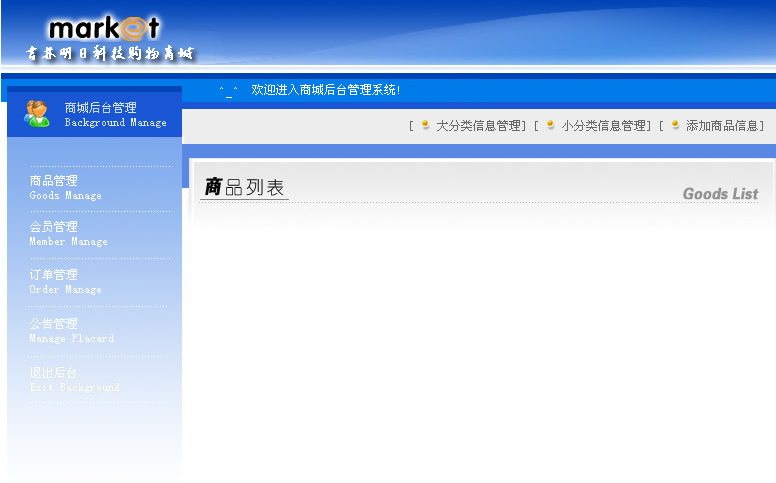 market
吉林明日科技购物商城
^_^ 欢迎进入商城后台管理系统!
商城后台管理
Background Manage
[ 大分类信息管理] [ 小分类信息管理] [ 添加商品信息]
商品管理
Goods Manage
会员管理
Member Manage
订单管理
Order Manage
公告管理
Manage Placard
退出后台
Exit Background
商品列表
Goods List